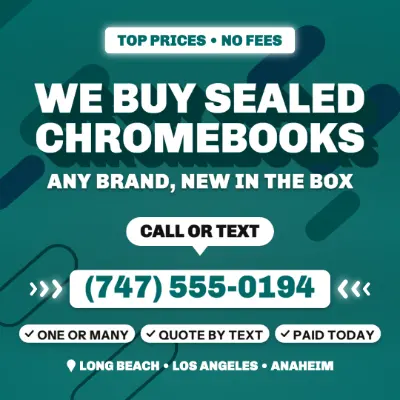 TOP PRICES • NO FEES
WE BUY SEALED
CHROMEBOOKS
ANY BRAND, NEW IN THE BOX
CALL OR TEXT
(747) 555-0194
ONE OR MANY
QUOTE BY TEXT
PAID TODAY
LONG BEACH • LOS ANGELES • ANAHEIM